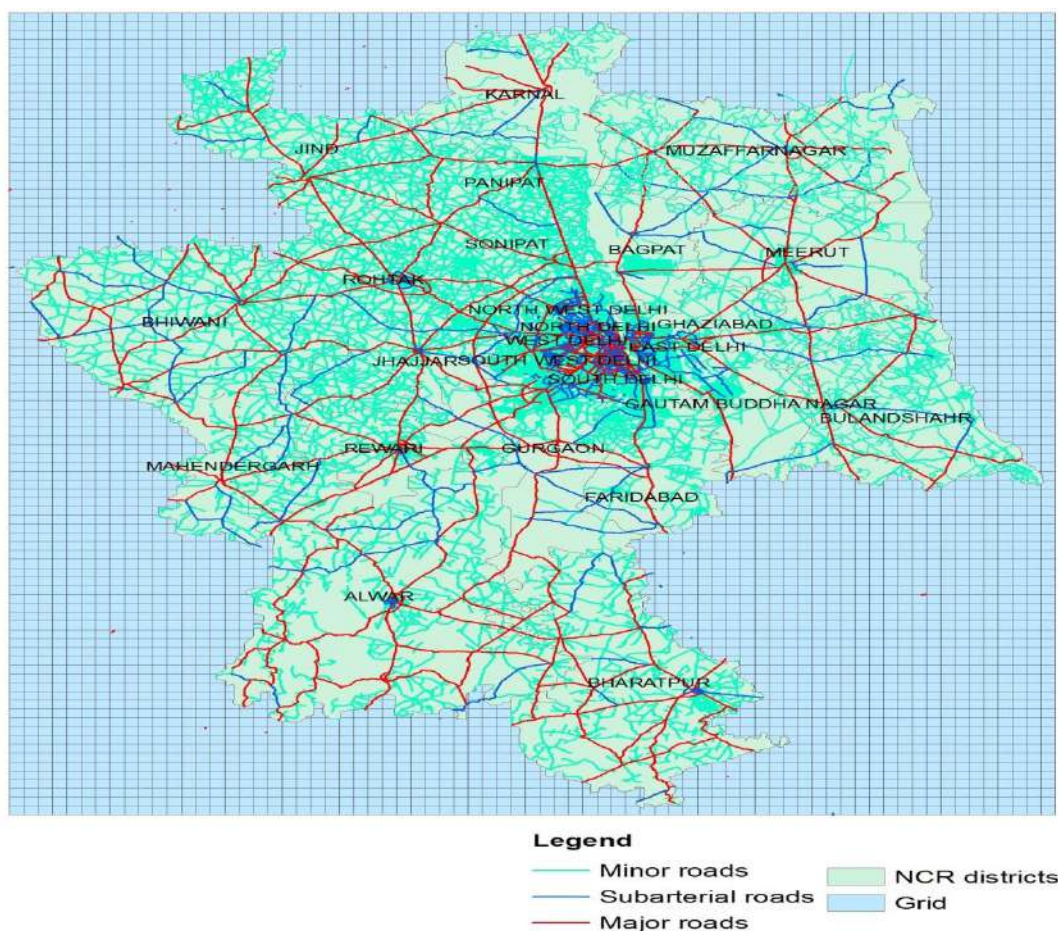 KARNAL
JIND
MUZAFFARNAGAR
PANIPAT
SONIPAT
BAGPAT
MEERUT
ROHTAK
BHIWANI
NORTH WEST DELHI
NORTH DELHI
GHAZIABAD
WEST DELHI
EAST DELHI
JHAJJAR
SOUTH WEST DELHI
SOUTH DELHI
GAUTAM BUDDHA NAGAR
BULANDSHAHR
REWARI
GURGAON
MAHENDERGARH
FARIDABAD
ALWAR
BHARATPUR
Legend
Minor roads
Subarterial roads
Major roads
NCR districts
Grid